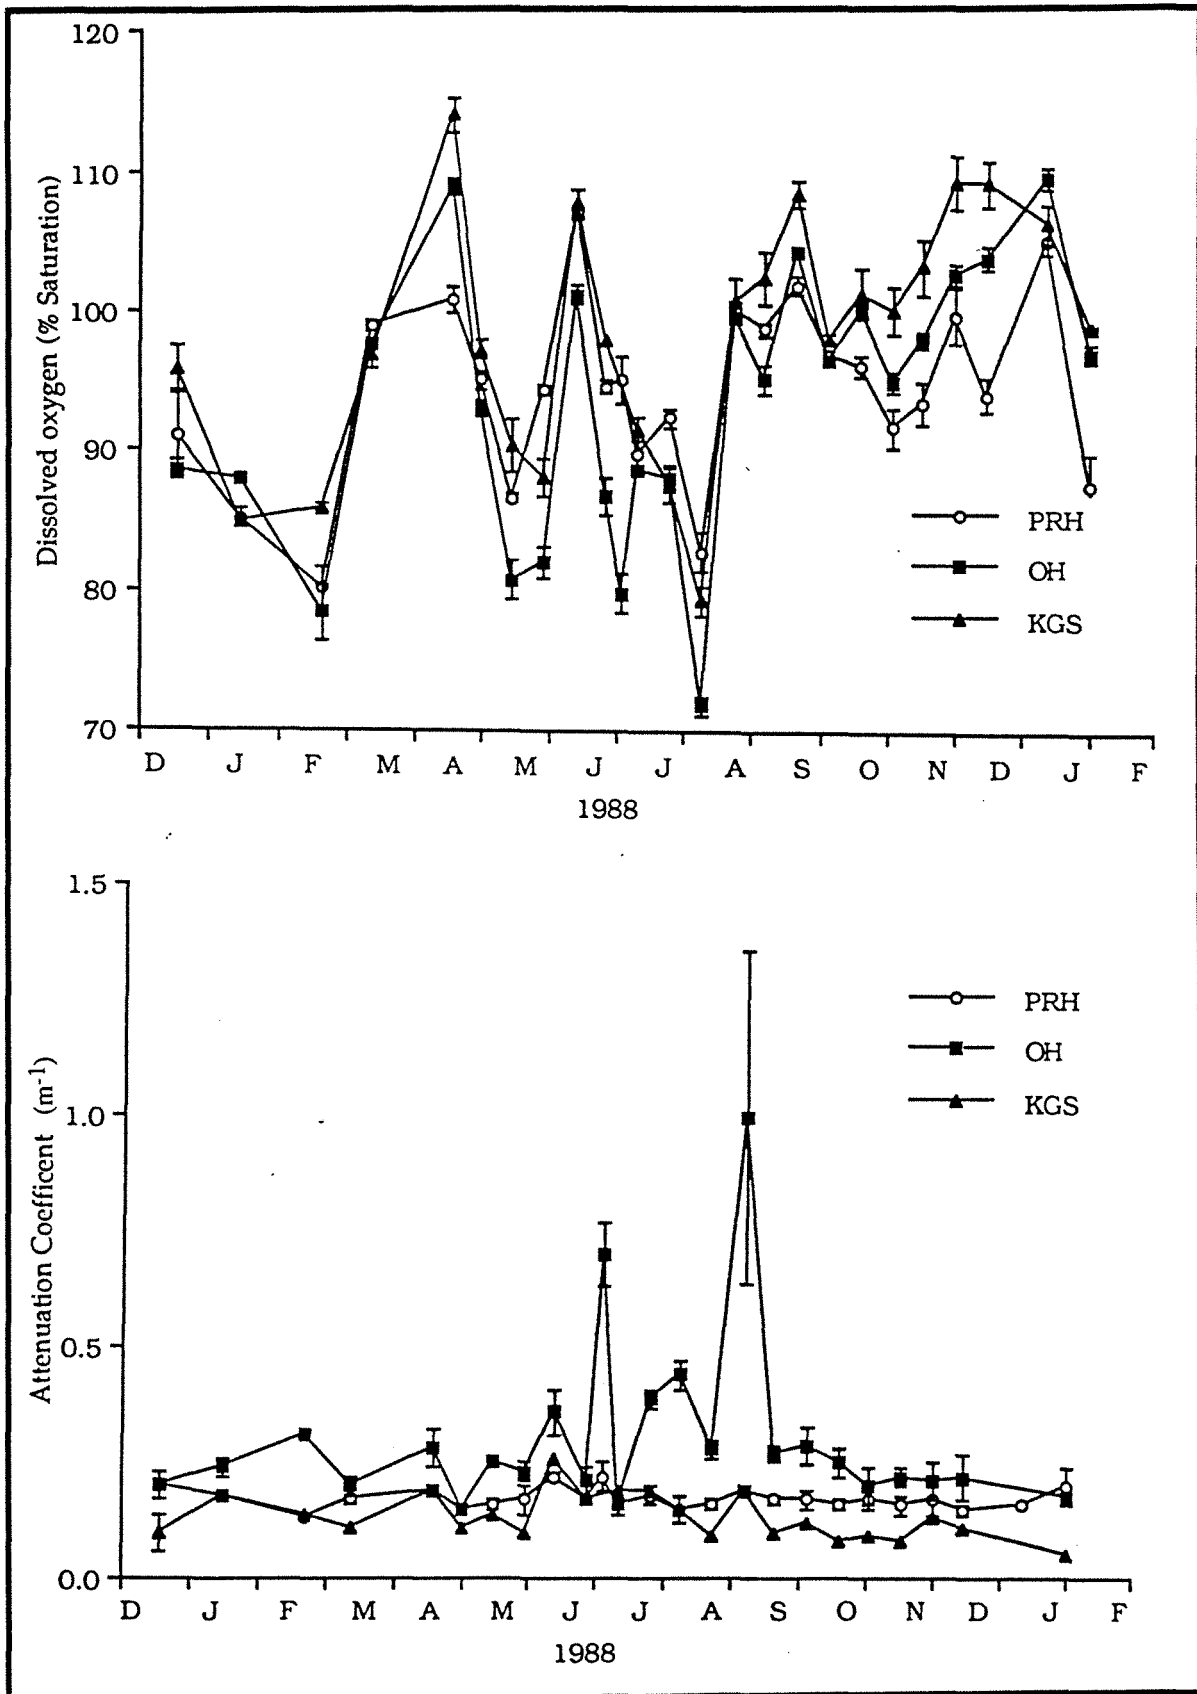 120
110
100
90
80
70
Dissolved oxygen (% Saturation)
PRH
OH
KGS
D J F M A M J J A S O N D J F
1988
1.5
1.0
0.5
0.0
Attenuation Coefficent (m⁻¹)
PRH
OH
KGS
D J F M A M J J A S O N D J F
1988